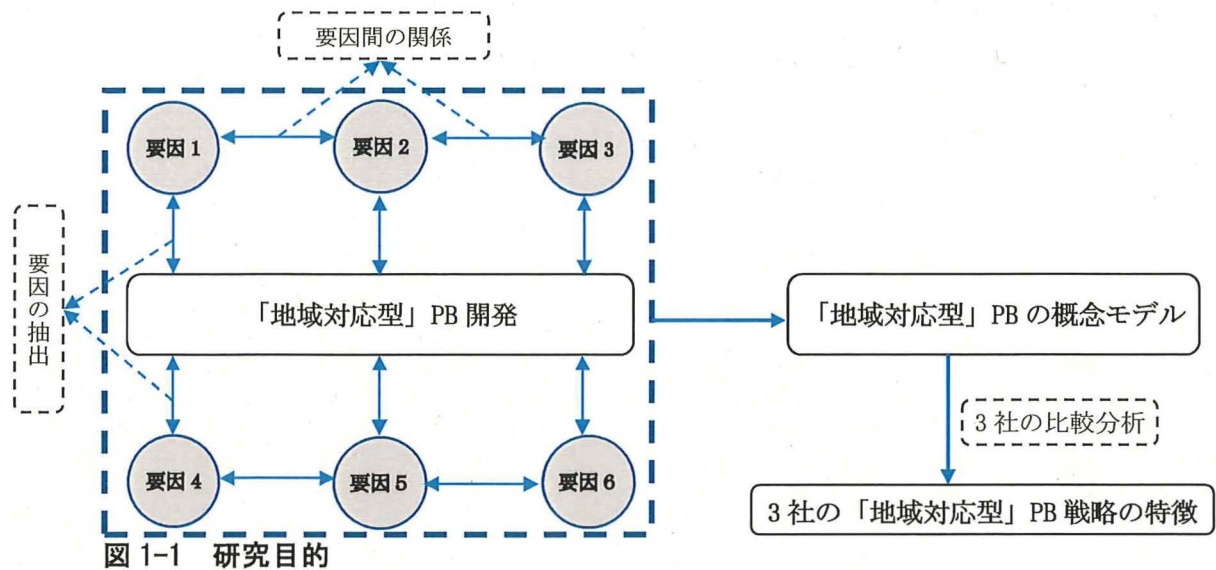 要因間の関係
要因1
要因2
要因3
要因の抽出
「地域対応型」PB開発
「地域対応型」PBの概念モデル
3社の比較分析
要因4
要因5
要因6
3社の「地域対応型」PB戦略の特徴
図1-1 研究目的